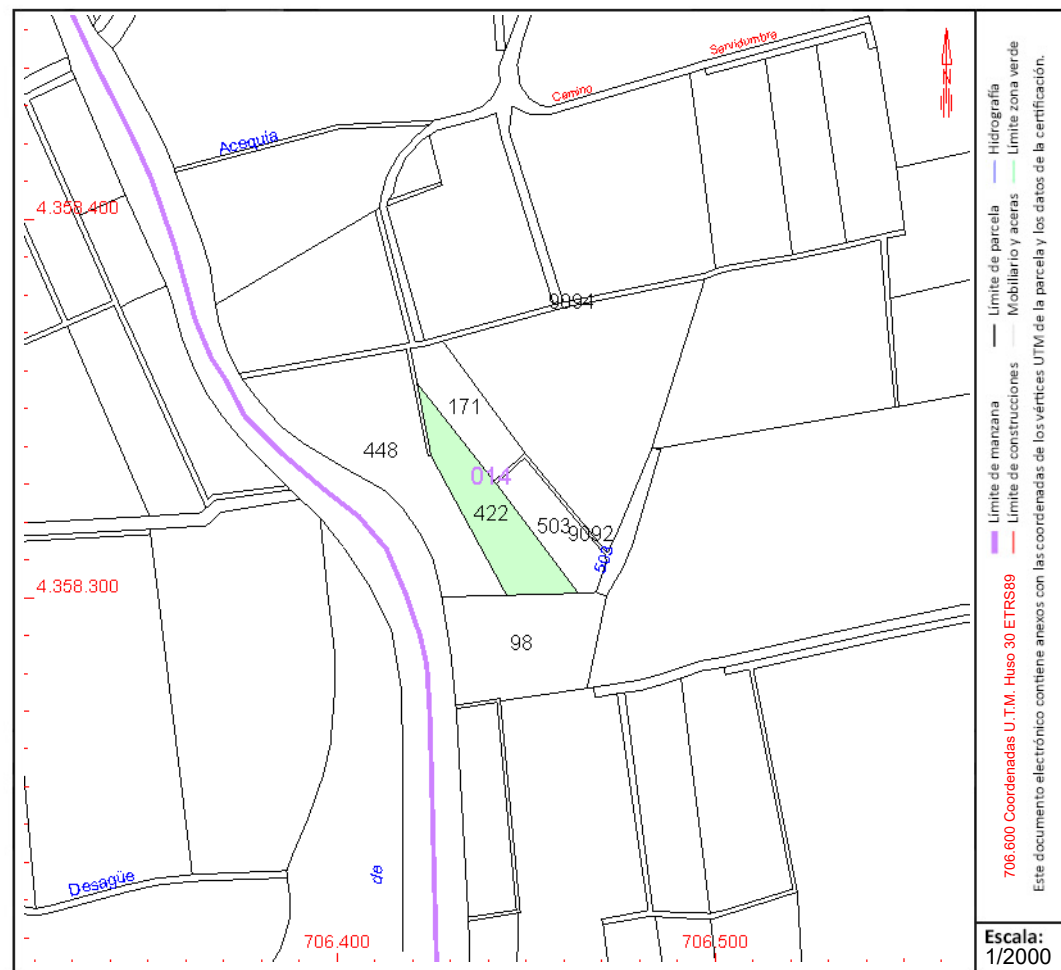 Camino
Servidumbre
N
Acequia
4.358.400
9094
171
448
014
422
503
9092
503
4.358.300
98
Desagüe
de
706.400
706.500
Límite de manzana
Límite de parcela
Hidrografía
Límite de construcciones
Mobiliario y aceras
Límite zona verde
706.600 Coordenadas U.T.M. Huso 30 ETRS89
Este documento electrónico contiene anexos con las coordenadas de los vértices UTM de la parcela y los datos de la certificación.
Escala:
1/2000